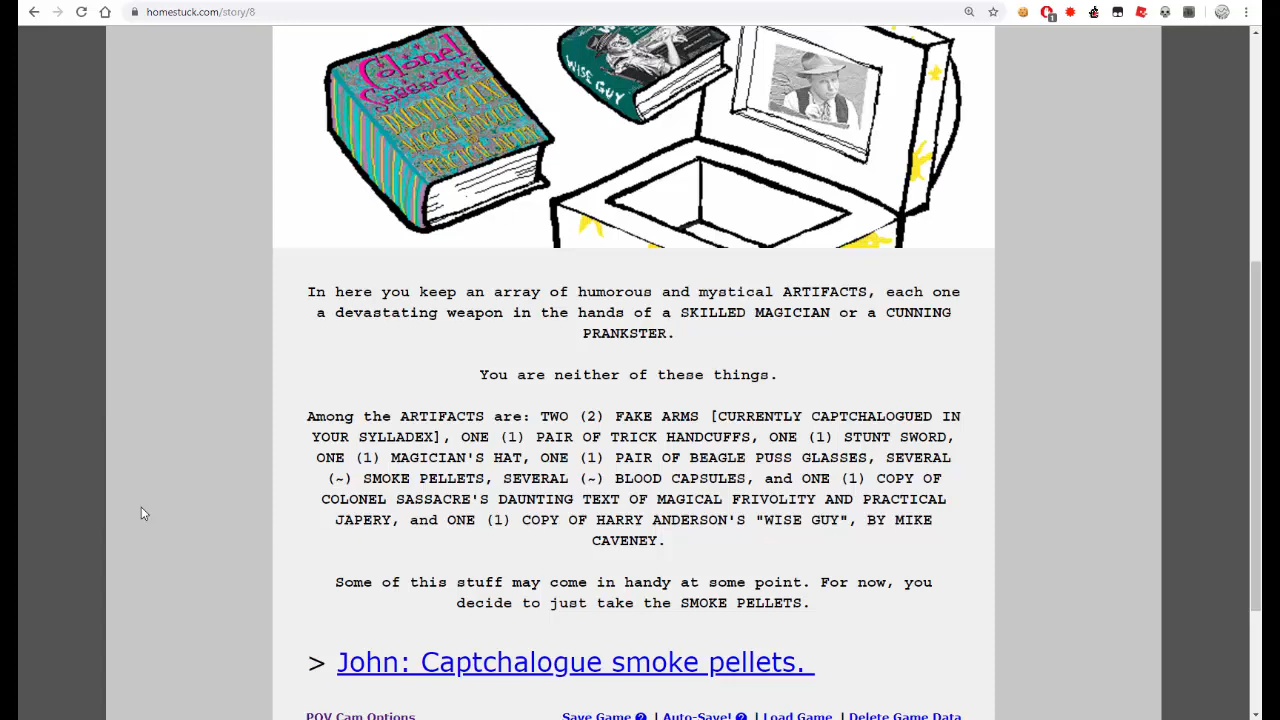 homestuck.com/story/8
1
Colonel
Sassacre's
DAUNTING TEXT
WISE GUY
In here you keep an array of humorous and mystical ARTIFACTS, each one
a devastating weapon in the hands of a SKILLED MAGICIAN or a CUNNING
PRANKSTER.
You are neither of these things.
Among the ARTIFACTS are: TWO (2) FAKE ARMS [CURRENTLY CAPTCHALOGUED IN
YOUR SYLLADEX], ONE (1) PAIR OF TRICK HANDCUFFS, ONE (1) STUNT SWORD,
ONE (1) MAGICIAN'S HAT, ONE (1) PAIR OF BEAGLE PUSS GLASSES, SEVERAL
(~) SMOKE PELLETS, SEVERAL (~) BLOOD CAPSULES, and ONE (1) COPY OF
COLONEL SASSACRE'S DAUNTING TEXT OF MAGICAL FRIVOLITY AND PRACTICAL
JAPERY, and ONE (1) COPY OF HARRY ANDERSON'S "WISE GUY", BY MIKE
CAVENEY.
Some of this stuff may come in handy at some point. For now, you
decide to just take the SMOKE PELLETS.
> John: Captchalogue smoke pellets.
POV Cam Options Save Game ? | Auto-Save! ? | Load Game | Delete Game Data